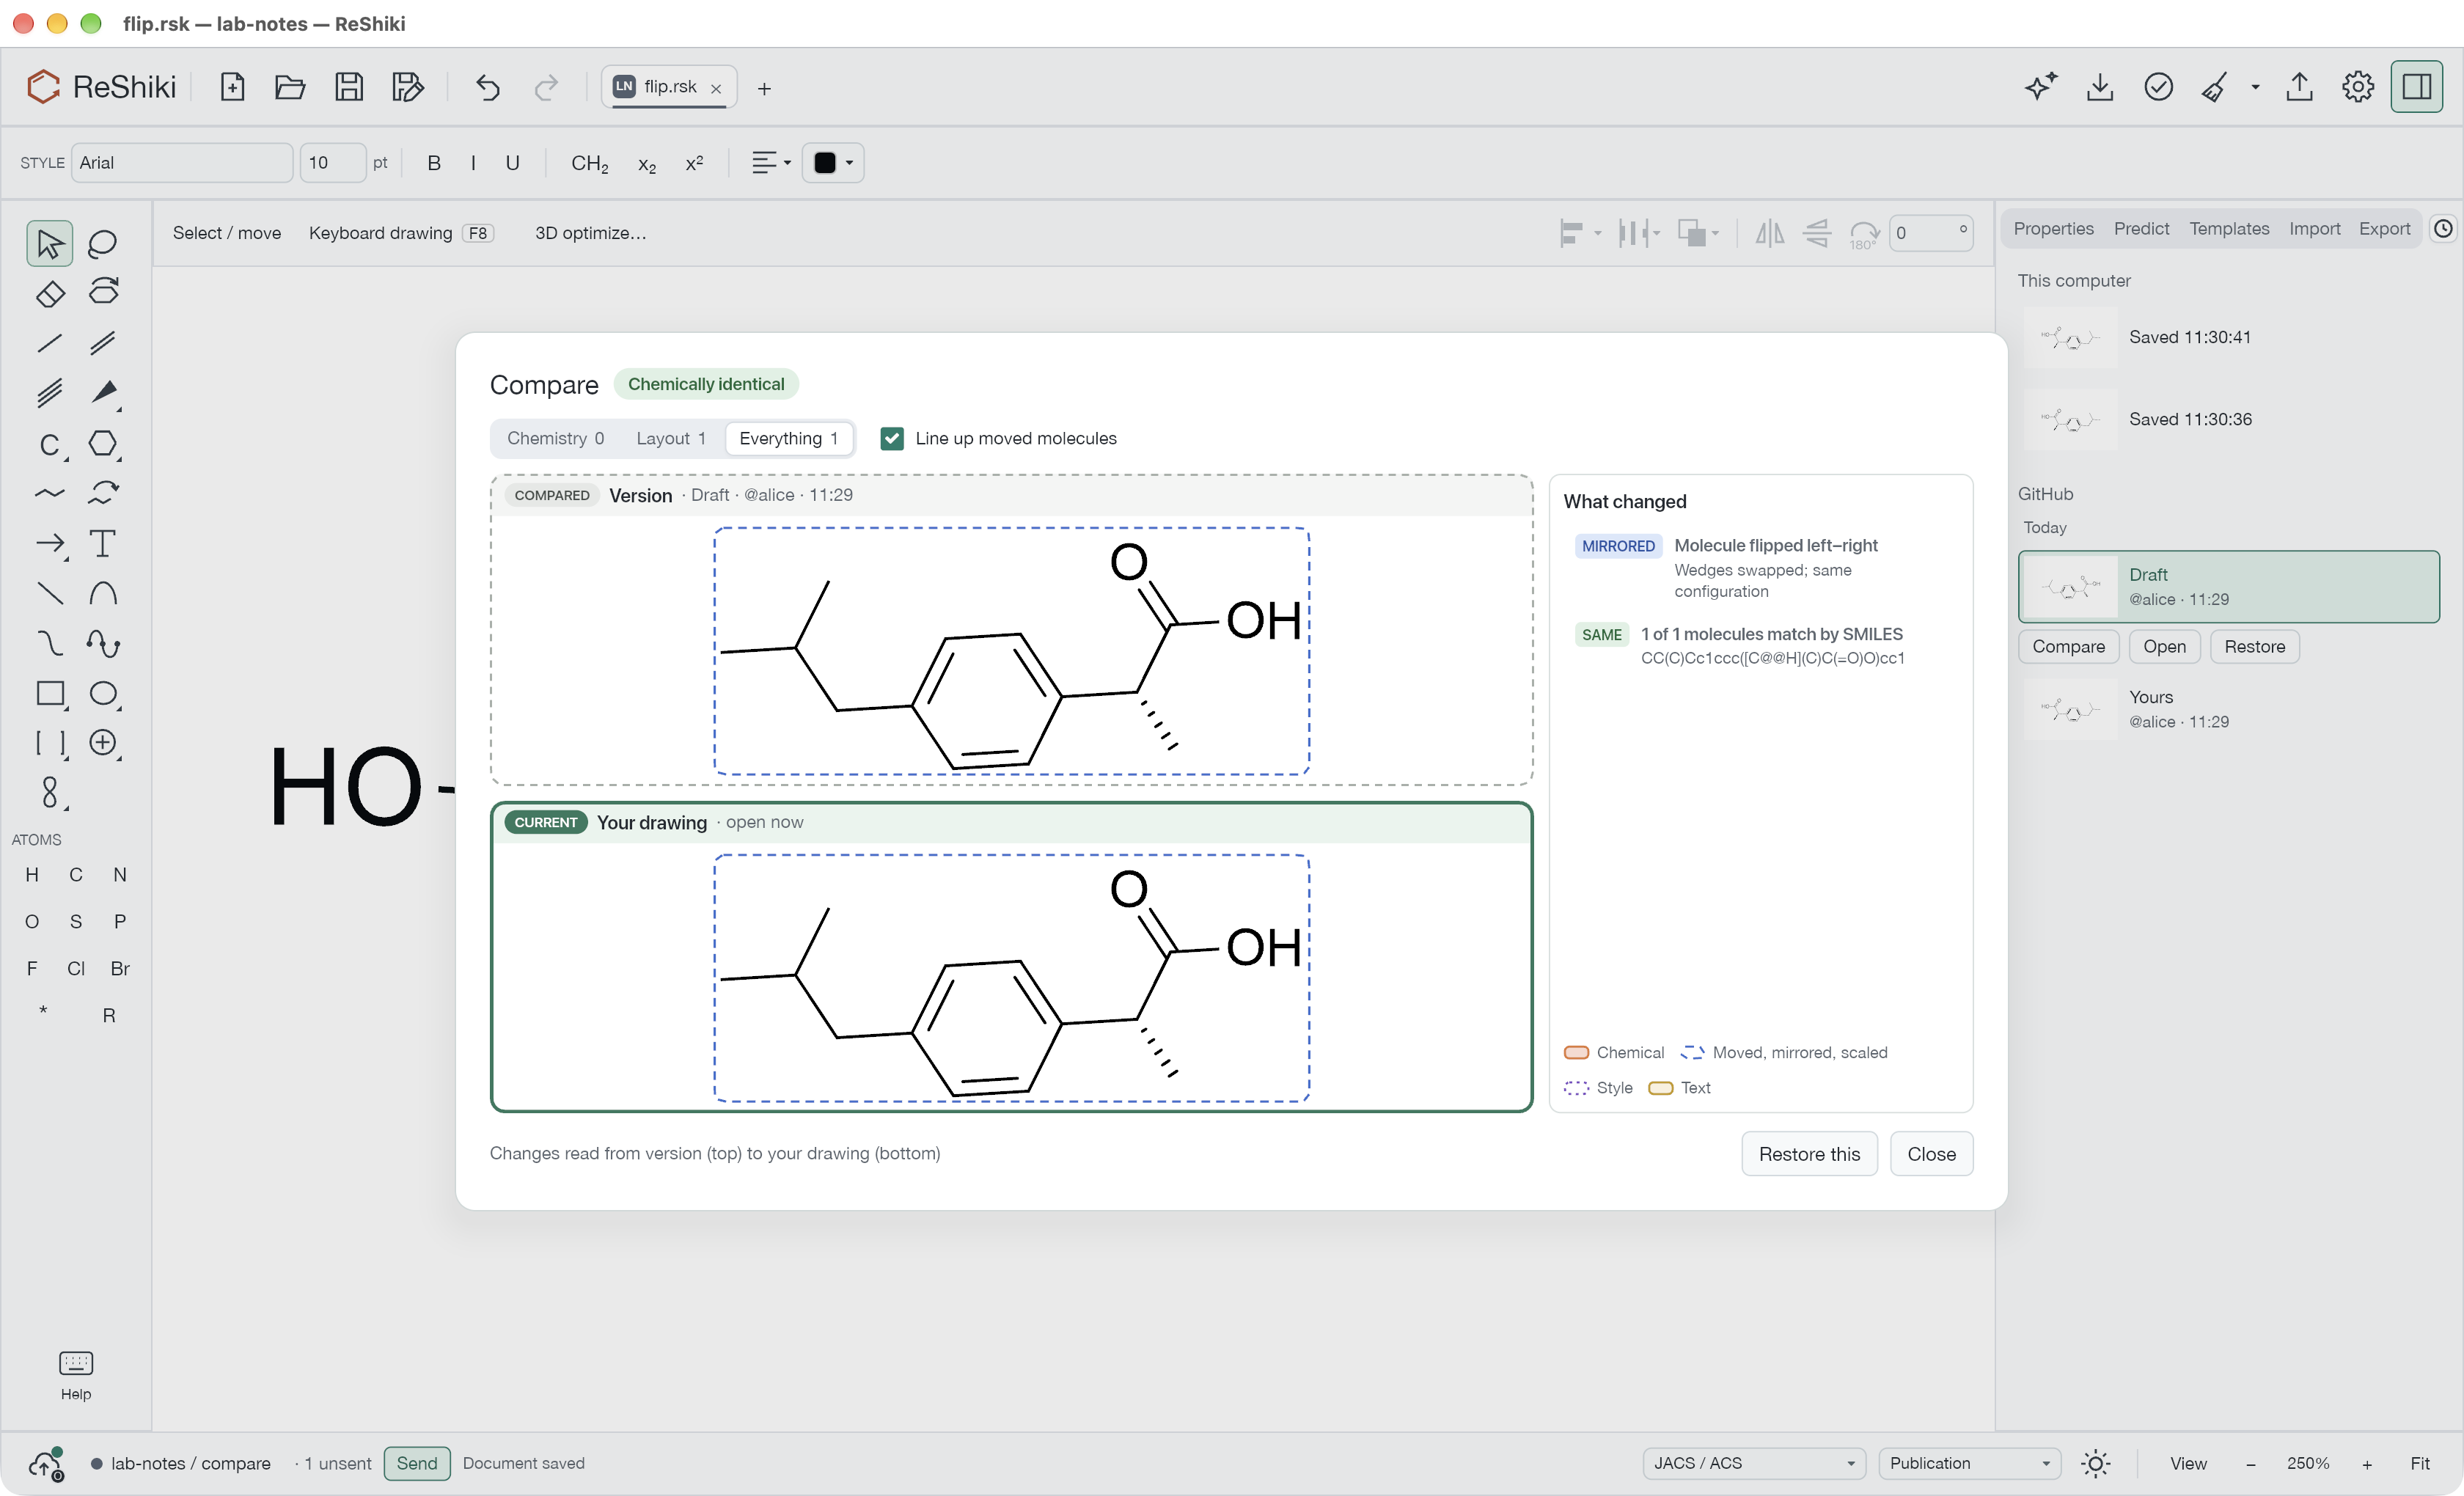 flip.rsk — lab-notes — ReShiki
ReShiki
LN flip.rsk × +
STYLE Arial 10 pt B I U CH₂ x₂ x²
Select / move Keyboard drawing F8 3D optimize… 180° 0 °
Properties Predict Templates Import Export
This computer
Saved 11:30:41
Saved 11:30:36
GitHub
Today
Draft
@alice · 11:29
Compare Open Restore
Yours
@alice · 11:29
C
T
ATOMS
H C N
O S P
F Cl Br
* R
Help
HO
Compare Chemically identical
Chemistry 0 Layout 1 Everything 1 Line up moved molecules
COMPARED Version · Draft · @alice · 11:29
O
OH
CURRENT Your drawing · open now
O
OH
What changed
MIRRORED Molecule flipped left–right
Wedges swapped; same
configuration
SAME 1 of 1 molecules match by SMILES
CC(C)Cc1ccc([C@@H](C)C(=O)O)cc1
Chemical Moved, mirrored, scaled
Style Text
Changes read from version (top) to your drawing (bottom)
Restore this Close
lab-notes / compare · 1 unsent Send Document saved
JACS / ACS Publication View − 250% + Fit